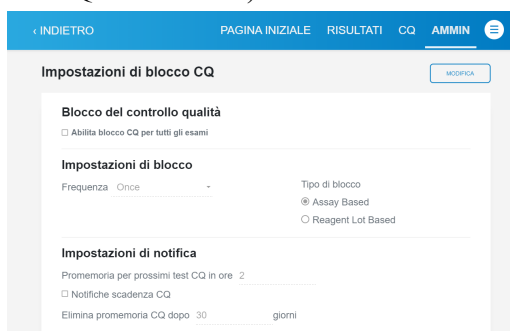 ‹ INDIETRO PAGINA INIZIALE RISULTATI CQ AMMIN
Impostazioni di blocco CQ MODIFICA
Blocco del controllo qualità
Abilita blocco CQ per tutti gli esami
Impostazioni di blocco
Frequenza Once Tipo di blocco
Assay Based
Reagent Lot Based
Impostazioni di notifica
Promemoria per prossimi test CQ in ore 2
Notifiche scadenza CQ
Elimina promemoria CQ dopo 30 giorni